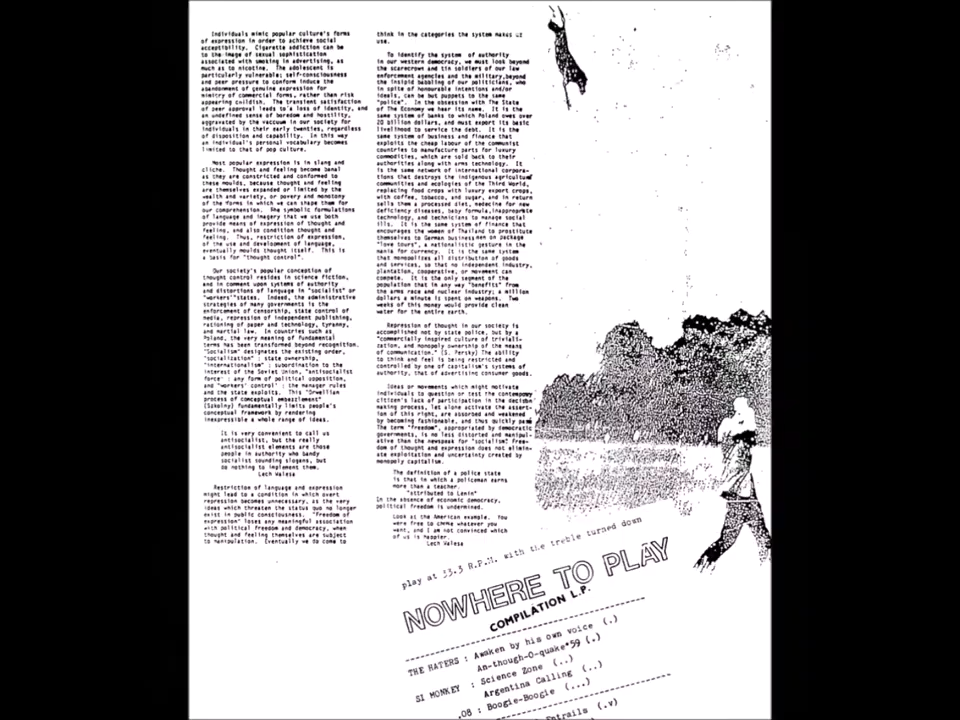 Individuals mimic popular culture's forms
of expression in order to achieve social
acceptibility. Cigarette addiction can be
to the image of sexual sophistication
associated with smoking in advertising, as
much as to nicotine. The adolescent is
particularly vulnerable; self-consciousness
and peer pressure to conform induce the
abandonment of genuine expression for
mimicry of commercial forms, rather than risk
appearing childish. The transient satisfaction
of peer approval leads to a loss of identity, and
an undefined sense of boredom and hostility,
aggravated by the vacuum in our society for
individuals in their early twenties, regardless
of disposition and capability. In this way
an individual's personal vocabulary becomes
limited to that of pop culture.
Most popular expression is in slang and
cliche. Thought and feeling become banal
as they are constricted and conformed to
these moulds, because thought and feeling
are themselves expanded or limited by the
wealth and variety, or poverty and monotony
of the forms in which we can shape them for
our comprehension. The symbolic formulations
of language and imagery that we use both
provide means of expression of thought and
feeling, and also condition thought and
feeling. Thus, restriction of expression,
of the use and development of language,
eventually moulds thought itself. This is
a basis for "thought control".
Our society's popular conception of
thought control resides in science fiction,
and in comment upon systems of authority
and distortions of language in "socialist" or
"workers'"states. Indeed, the administrative
strategies of many governments is the
enforcement of censorship, state control of
media, repression of independent publishing,
rationing of paper and technology, tyranny,
and martial law. In countries such as
Poland, the very meaning of fundamental
terms has been transformed beyond recognition.
"Socialism" designates the existing order,
"socialization" : state ownership,
"internationalism" : subordination to the
interest of the Soviet Union, "antisocialist
force" : any form of political opposition,
and "workers' control" : the manager rules
and the state exploits. This "Orwellian
process of conceptual embezzlement"
(Szkolny) fundamentally limits people's
conceptual framework by rendering
inexpressible a whole range of ideas.
It is very convenient to call us
antisocialist, but the really
antisocialist elements are those
people in authority who bandy
socialist sounding slogans, but
do nothing to implement them.
Lech Valesa
Restriction of language and expression
might lead to a condition in which overt
repression becomes unnecessary, as the very
ideas which threaten the status quo no longer
exist in public consciousness. "Freedom of
expression" loses any meaningful association
with political freedom and democracy, when
thought and feeling themselves are subject
to manipulation. Eventually we do come to
think in the categories the system makes us
use.
To identify the system of authority
in our western democracy, we must look beyond
the scarecrows and tin soldiers of our law
enforcement agencies and the military,beyond
the insipid babbling of our politicians, who
in spite of honourable intentions and/or
ideals, can be but puppets to the same
"police". In the obsession with The State
of The Economy we hear its name. It is the
same system of banks to which Poland owes over
20 billion dollars, and must export its basic
livelihood to service the debt. It is the
same system of business and finance that
exploits the cheap labour of the communist
countries to manufacture parts for luxury
commodities, which are sold back to their
authorities along with arms technology. It
is the same network of international corpora-
tions that destroys the indigenous agricultural
communities and ecologies of the Third World,
replacing food crops with luxury export crops,
with coffee, tobacco, and sugar, and in return
sells them a processed diet, medecine for new
deficiency diseases, baby formula,inappropriate
technology, and technicians to manage social
ills. It is the same system of finance that
encourages the women of Thailand to prostitute
themselves to German businessmen on package
"love tours", a nationalistic gesture in the
mania for currency. It is the same system
that monopolizes all distribution of goods
and services, so that no independent industry,
plantation, cooperative, or movement can
compete. It is the only segment of the
population that in any way "benefits" from
the arms race and nuclear industry; a million
dollars a minute is spent on weapons. Two
weeks of this money would provide clean
water for the entire earth.
Repression of thought in our society is
accomplished not by state police, but by a
"commercially inspired culture of triviali-
zation, and monopoly ownership of the means
of communication." (S. Persky) The ability
to think and feel is being restricted and
controlled by one of capitalism's systems of
authority, that of advertising consumer goods.
Ideas or movements which might motivate
individuals to question or test the contemporary
citizen's lack of participation in the decision
making process, let alone activate the assert-
ion of this right, are absorbed and weakened
by becoming fashionable, and thus quickly passe
The term "freedom", appropriated by democratic
governments, is no less distorted and manipul-
ative than the newspeak for "socialism" Free-
dom of thought and expression does not elimin-
ate exploitation and uncertainty created by
monopoly capitalism.
The definition of a police state
is that in which a policeman earns
more than a teacher.
"attributed to Lenin"
In the absence of economic democracy,
political freedom is undermined.
Look at the American example. You
were free to choose whatever you
want, and I am not convinced which
of us is happier.
Lech Valesa
play at 33.3 R.P.M. with the treble turned down
NOWHERE TO PLAY
COMPILATION L.P.
THE HATERS : Awaken by his own voice (.)
An-though-O-quake*59 (.)
SI MONKEY : Science Zone (..)
Argentina Calling (..)
.08 : Boogie-Boogie (...)
Entrails (.v)